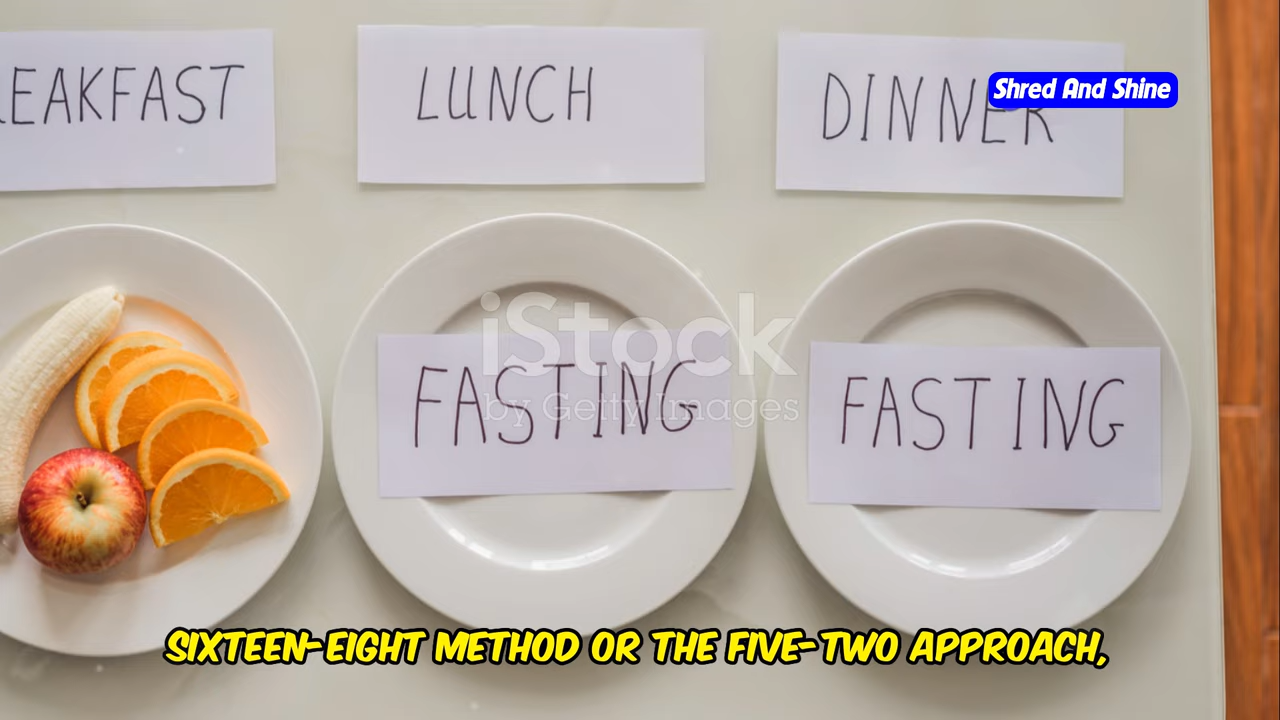 EAKFAST
LUNCH
DINNER
Shred And Shine
iStock
by Getty Images
FASTING
FASTING
SIXTEEN-EIGHT METHOD OR THE FIVE-TWO APPROACH,